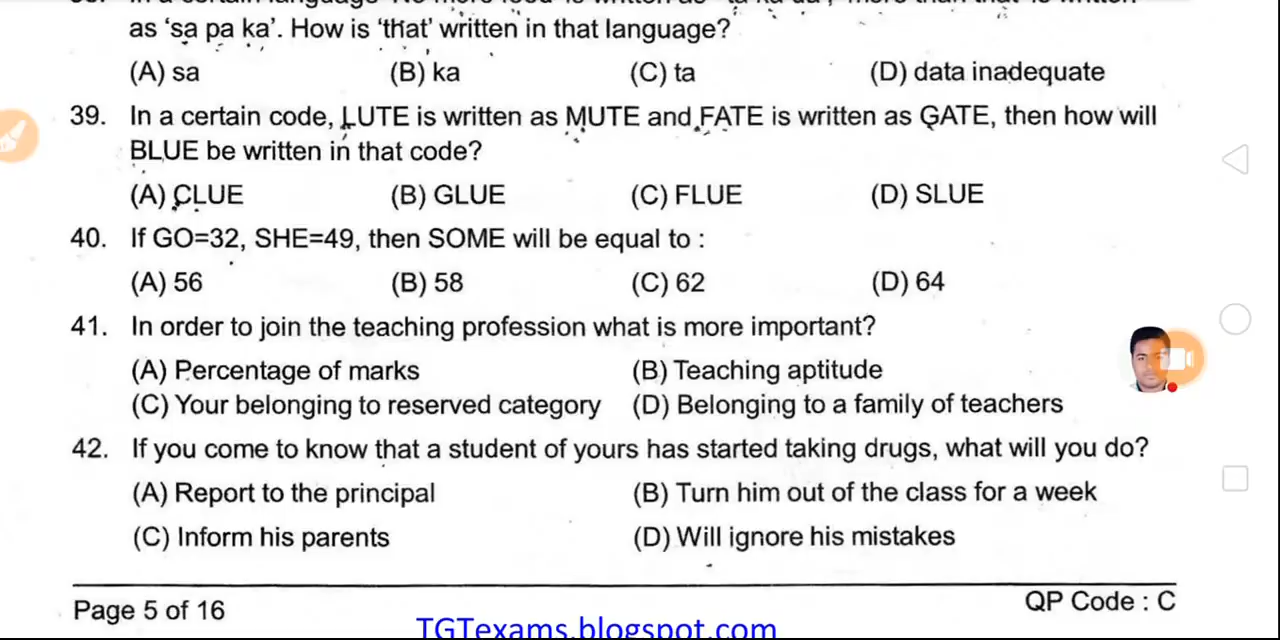 as 'sa pa ka'. How is 'that' written in that language?
(A) sa (B) ka (C) ta (D) data inadequate
39. In a certain code, LUTE is written as MUTE and FATE is written as GATE, then how will
BLUE be written in that code?
(A) CLUE (B) GLUE (C) FLUE (D) SLUE
40. If GO=32, SHE=49, then SOME will be equal to :
(A) 56 (B) 58 (C) 62 (D) 64
41. In order to join the teaching profession what is more important?
(A) Percentage of marks (B) Teaching aptitude
(C) Your belonging to reserved category (D) Belonging to a family of teachers
42. If you come to know that a student of yours has started taking drugs, what will you do?
(A) Report to the principal (B) Turn him out of the class for a week
(C) Inform his parents (D) Will ignore his mistakes
Page 5 of 16 QP Code : C
TGTexams.blogspot.com